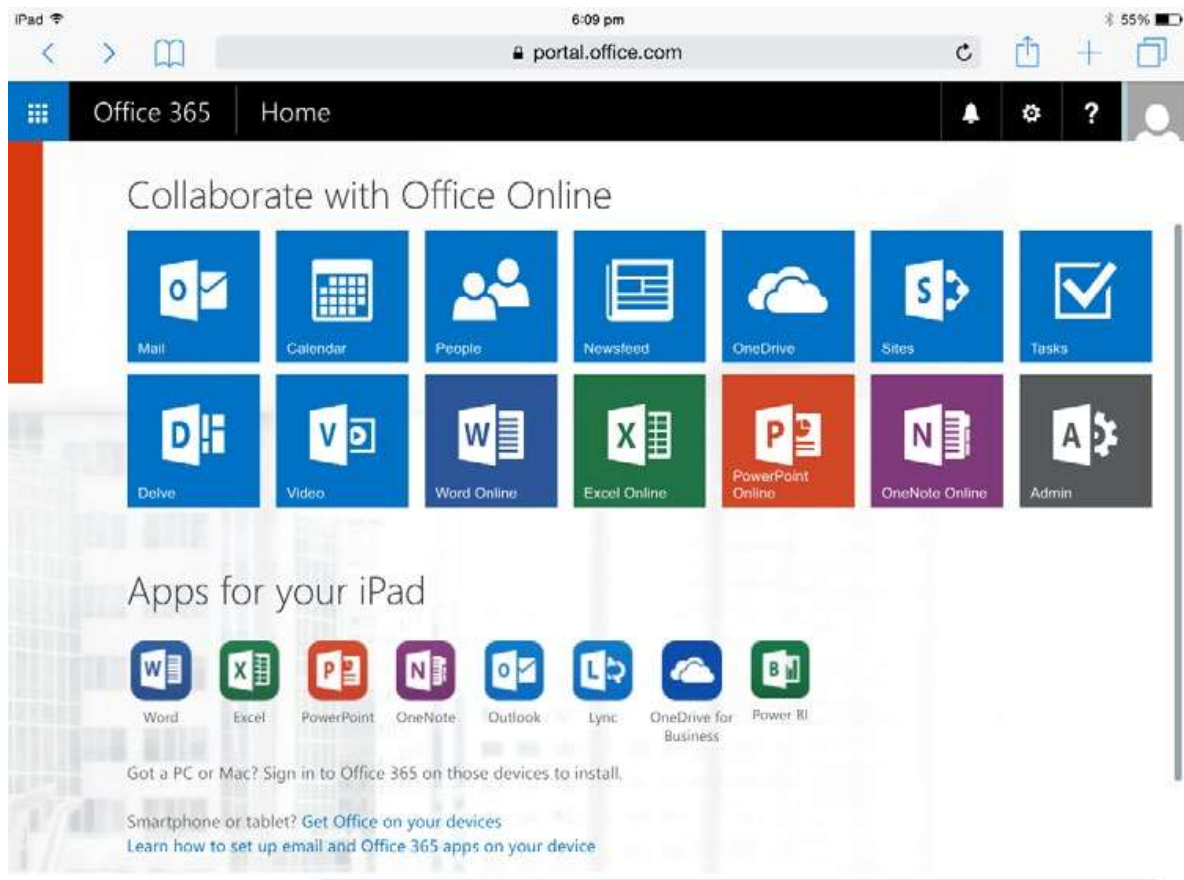 iPad 6:09 pm 55%
portal.office.com
Office 365 Home ?
Collaborate with Office Online
Mail Calendar People Newsfeed OneDrive Sites Tasks
Delve Video Word Online Excel Online PowerPoint Online OneNote Online Admin
Apps for your iPad
Word Excel PowerPoint OneNote Outlook Lync OneDrive for Business Power BI
Got a PC or Mac? Sign in to Office 365 on those devices to install.
Smartphone or tablet? Get Office on your devices
Learn how to set up email and Office 365 apps on your device